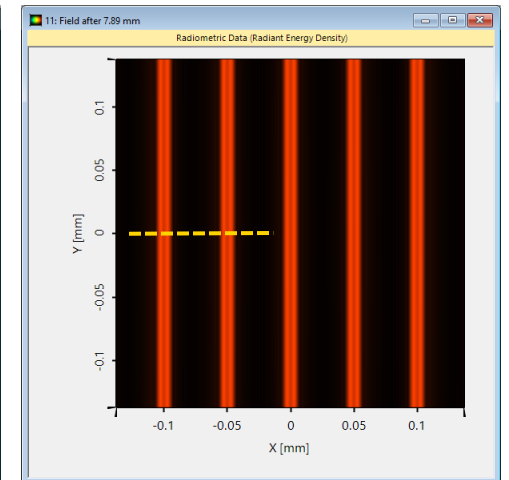 11: Field after 7.89 mm
Radiometric Data (Radiant Energy Density)
0.1
0.05
0
-0.05
-0.1
Y [mm]
-0.1 -0.05 0 0.05 0.1
X [mm]